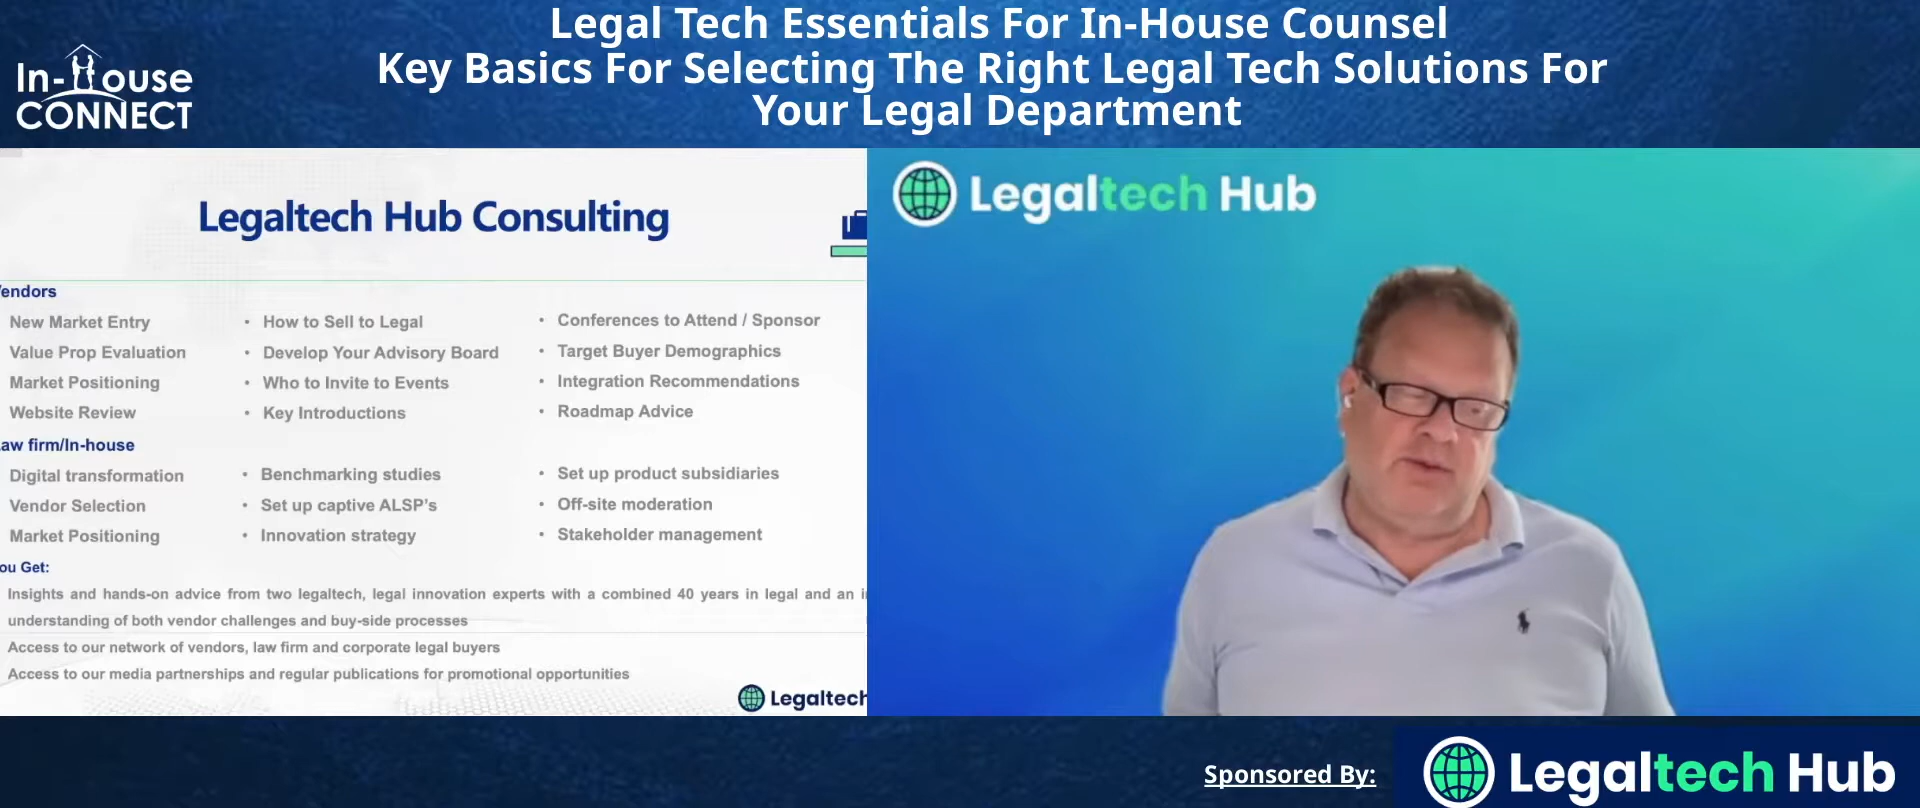 Legal Tech Essentials For In-House Counsel
Key Basics For Selecting The Right Legal Tech Solutions For
Your Legal Department
In-House
CONNECT
Legaltech Hub Consulting
endors
New Market Entry
Value Prop Evaluation
Market Positioning
Website Review
• How to Sell to Legal
• Develop Your Advisory Board
• Who to Invite to Events
• Key Introductions
• Conferences to Attend / Sponsor
• Target Buyer Demographics
• Integration Recommendations
• Roadmap Advice
aw firm/In-house
Digital transformation
Vendor Selection
Market Positioning
• Benchmarking studies
• Set up captive ALSP's
• Innovation strategy
• Set up product subsidiaries
• Off-site moderation
• Stakeholder management
ou Get:
Insights and hands-on advice from two legaltech, legal innovation experts with a combined 40 years in legal and an
understanding of both vendor challenges and buy-side processes
Access to our network of vendors, law firm and corporate legal buyers
Access to our media partnerships and regular publications for promotional opportunities
Legaltech
Legaltech Hub
Sponsored By:
Legaltech Hub